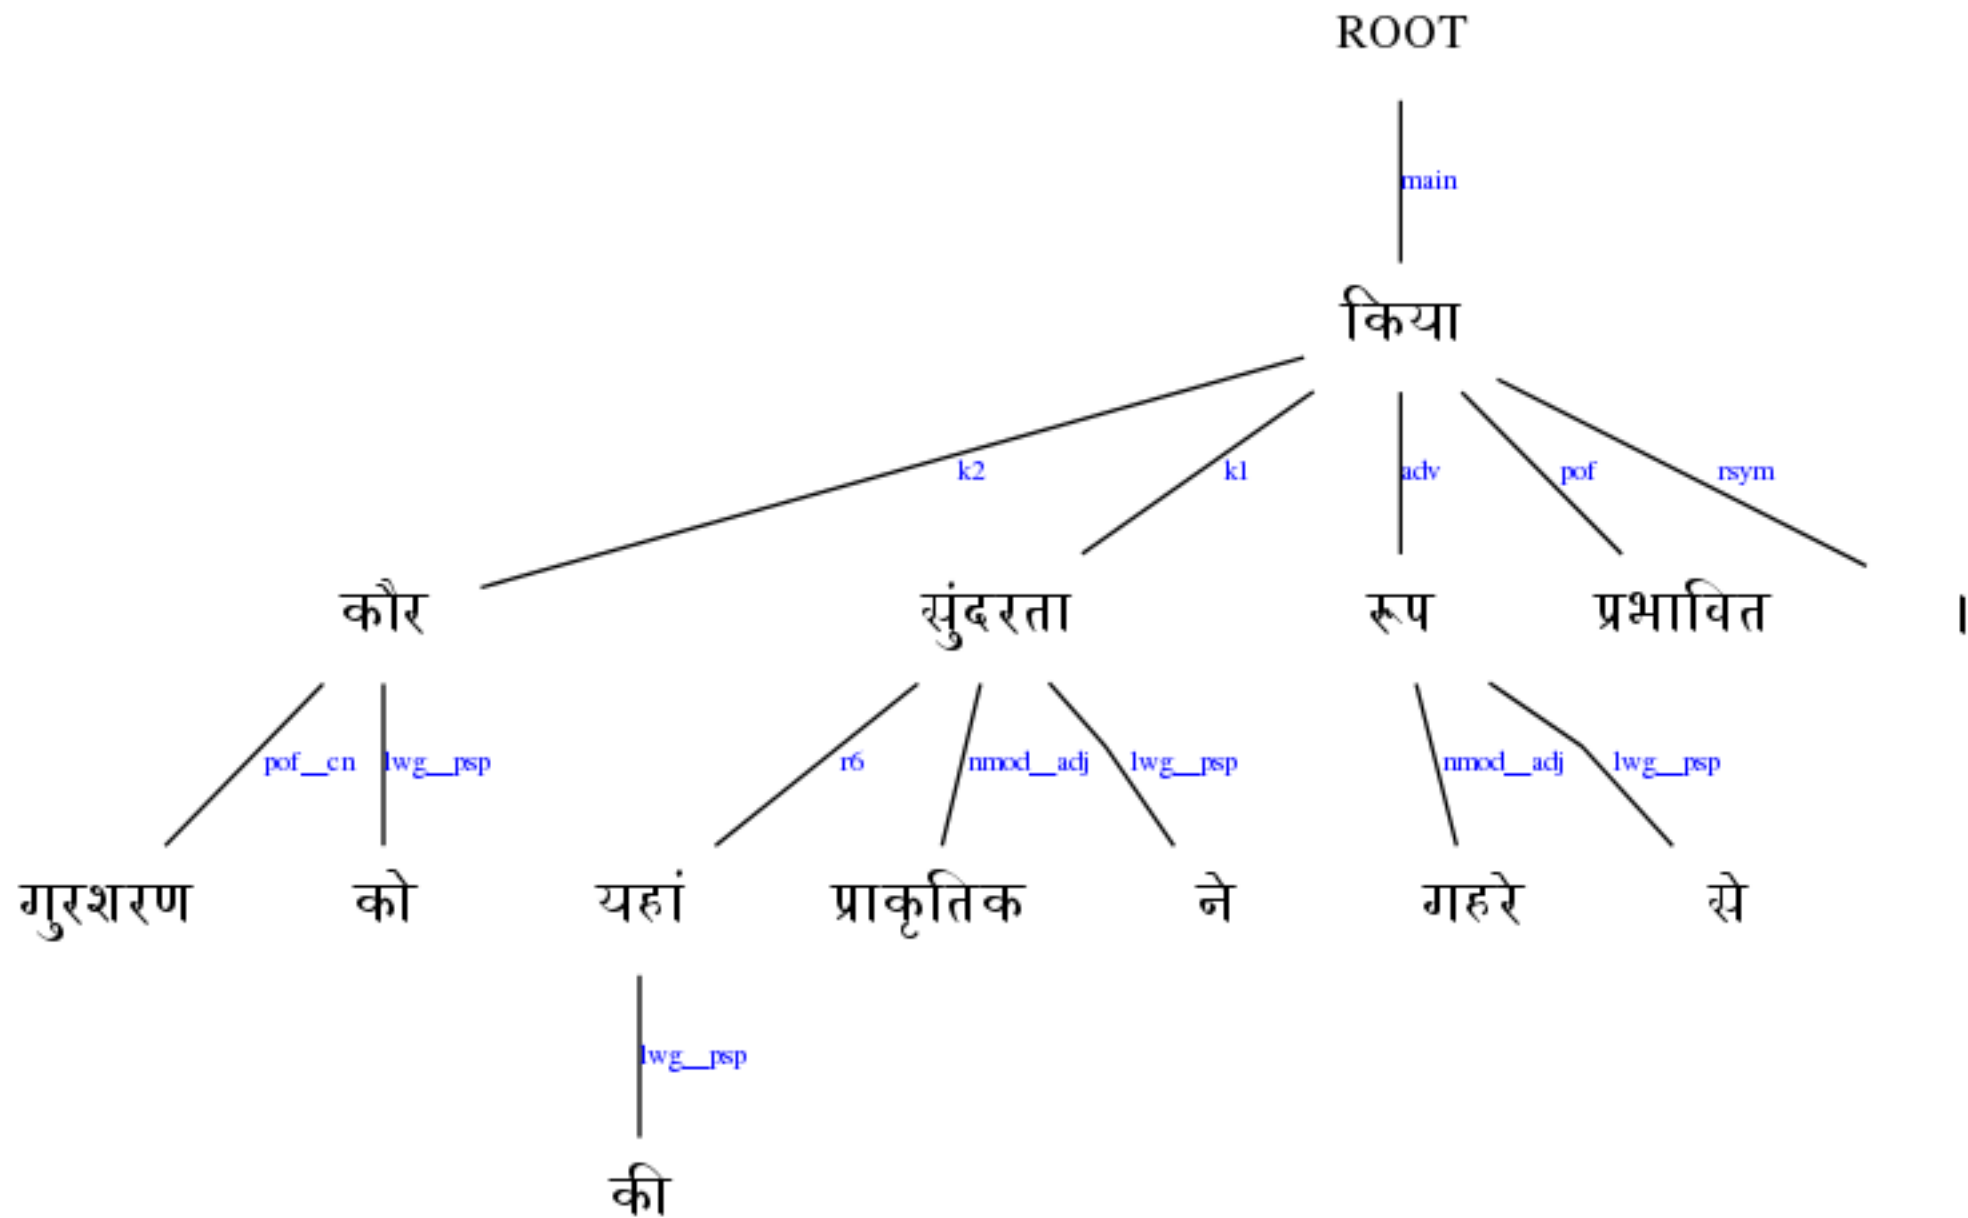 ROOT
main
किया
k2 k1 adv pof rsym
कौर सुंदरता रूप प्रभावित ।
pof__cn lwg__psp r6 nmod__adj lwg__psp nmod__adj lwg__psp
गुरशरण को यहां प्राकृतिक ने गहरे से
lwg__psp
की